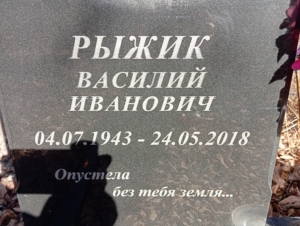 РЫЖИК
ВАСИЛИЙ
ИВАНОВИЧ
04.07.1943 - 24.05.2018
Опустела
без тебя земля...